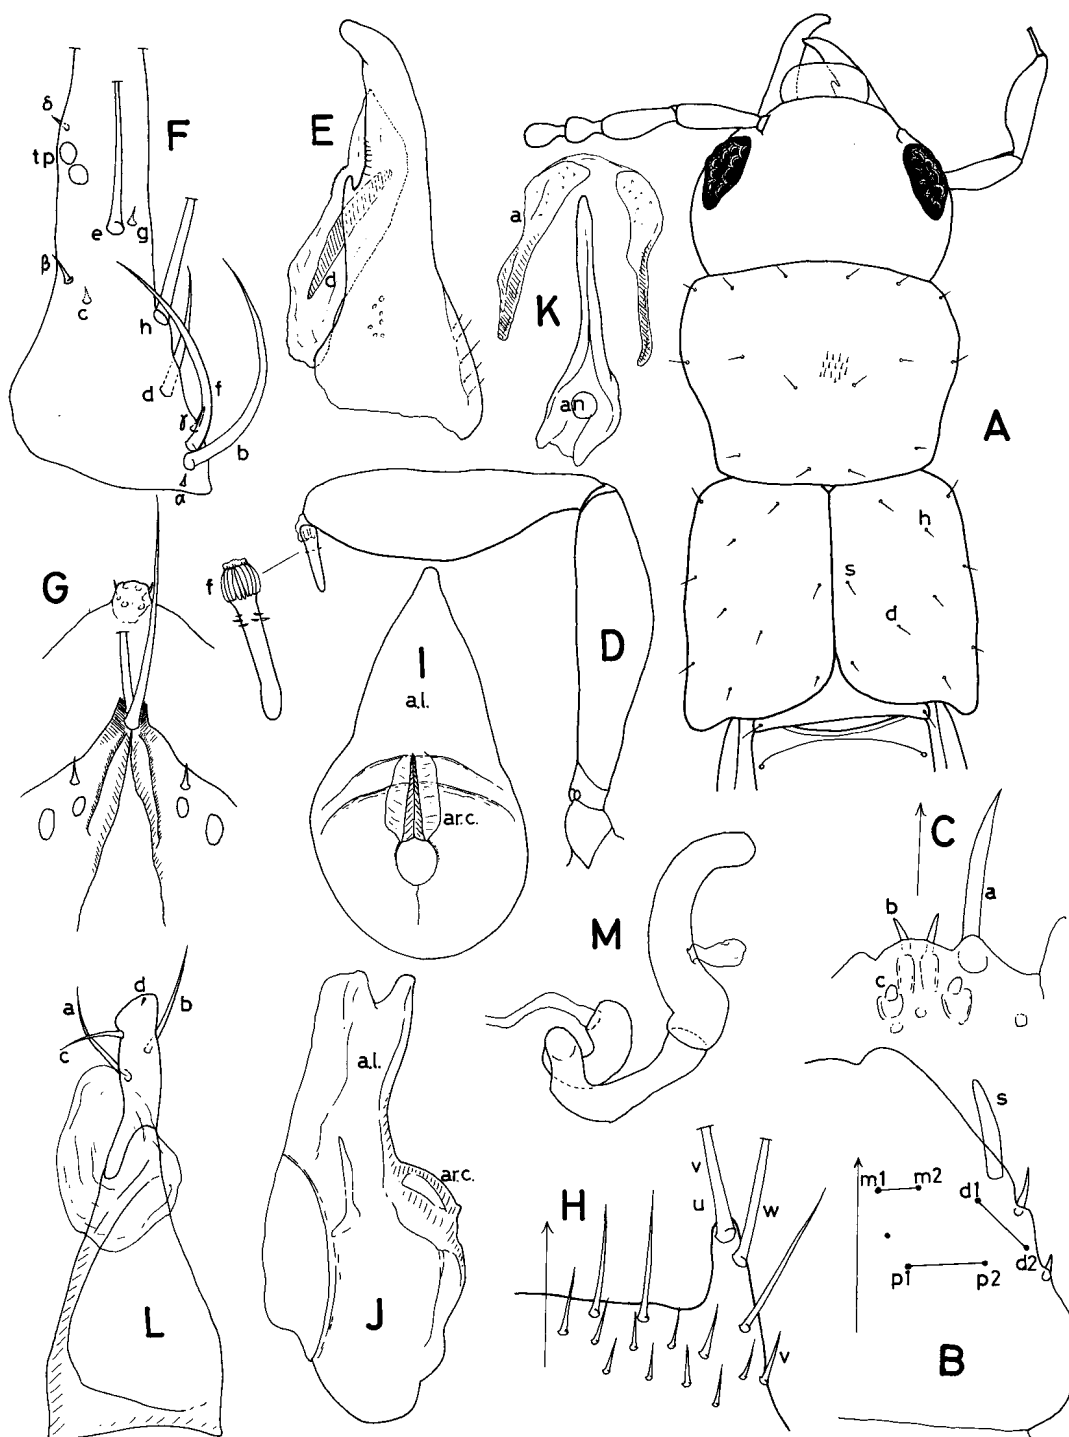 δ
tp
F
e
g
β
c
h
d
f
γ
b
α
E
d
a
K
an
A
h
s
d
G
f
I
a.l.
ar.c.
D
C
b
a
c
M
a
d
b
c
L
a.l.
ar.c.
J
H
v
u
w
v
s
m1
m2
d1
d2
p1
p2
B